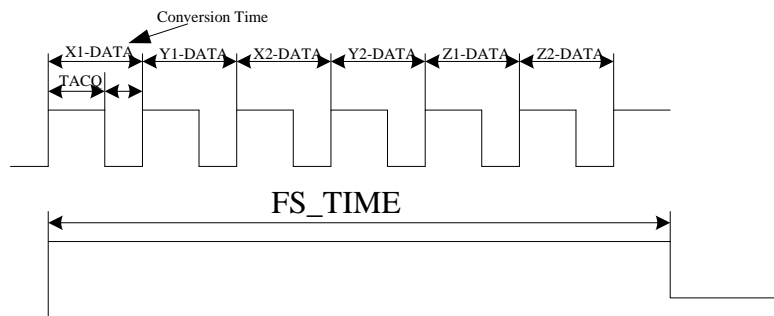 Conversion Time
X1-DATA Y1-DATA X2-DATA Y2-DATA Z1-DATA Z2-DATA
TACQ
FS_TIME